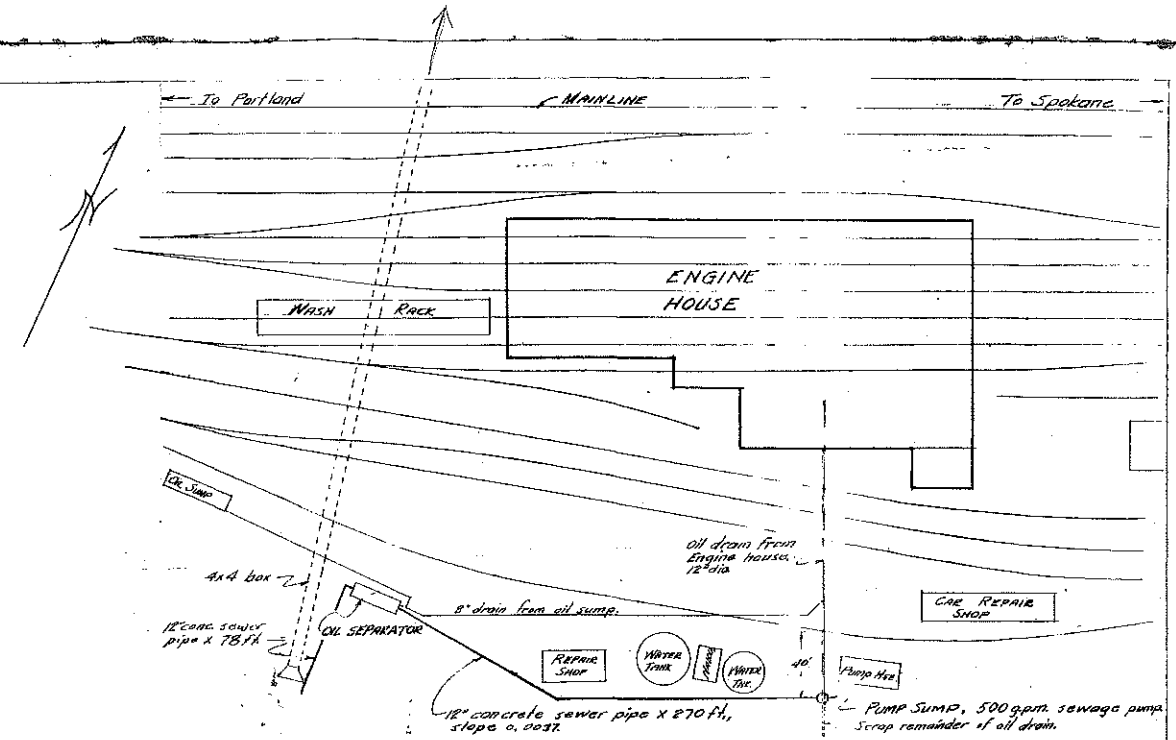 To Portland
MAINLINE
To Spokane
N
ENGINE
HOUSE
WASH RACK
OIL SUMP
Oil drain from
Engine house.
12" dia
4x4 box
8" drain from oil sump.
CAR REPAIR
SHOP
12" conc. sewer
pipe x 78 ft.
OIL SEPARATOR
REPAIR
SHOP
WATER
TANK
WATER
TNK.
40'
PUMP HSE
12" concrete sewer pipe x 270 ft.,
slope 0.0037.
PUMP SUMP, 500 g.p.m. sewage pump
Scrap remainder of oil drain.